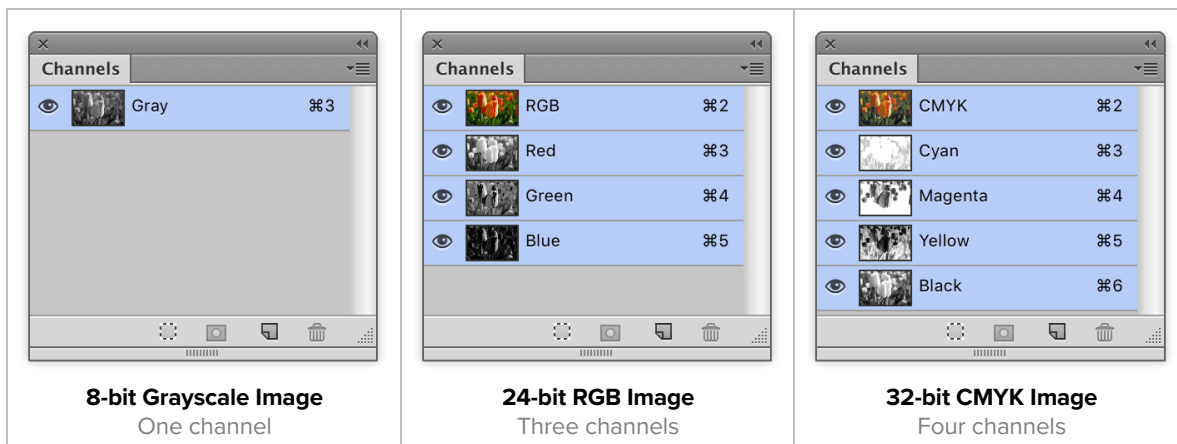 Channels
Gray ⌘3
8-bit Grayscale Image
One channel
Channels
RGB ⌘2
Red ⌘3
Green ⌘4
Blue ⌘5
24-bit RGB Image
Three channels
Channels
CMYK ⌘2
Cyan ⌘3
Magenta ⌘4
Yellow ⌘5
Black ⌘6
32-bit CMYK Image
Four channels